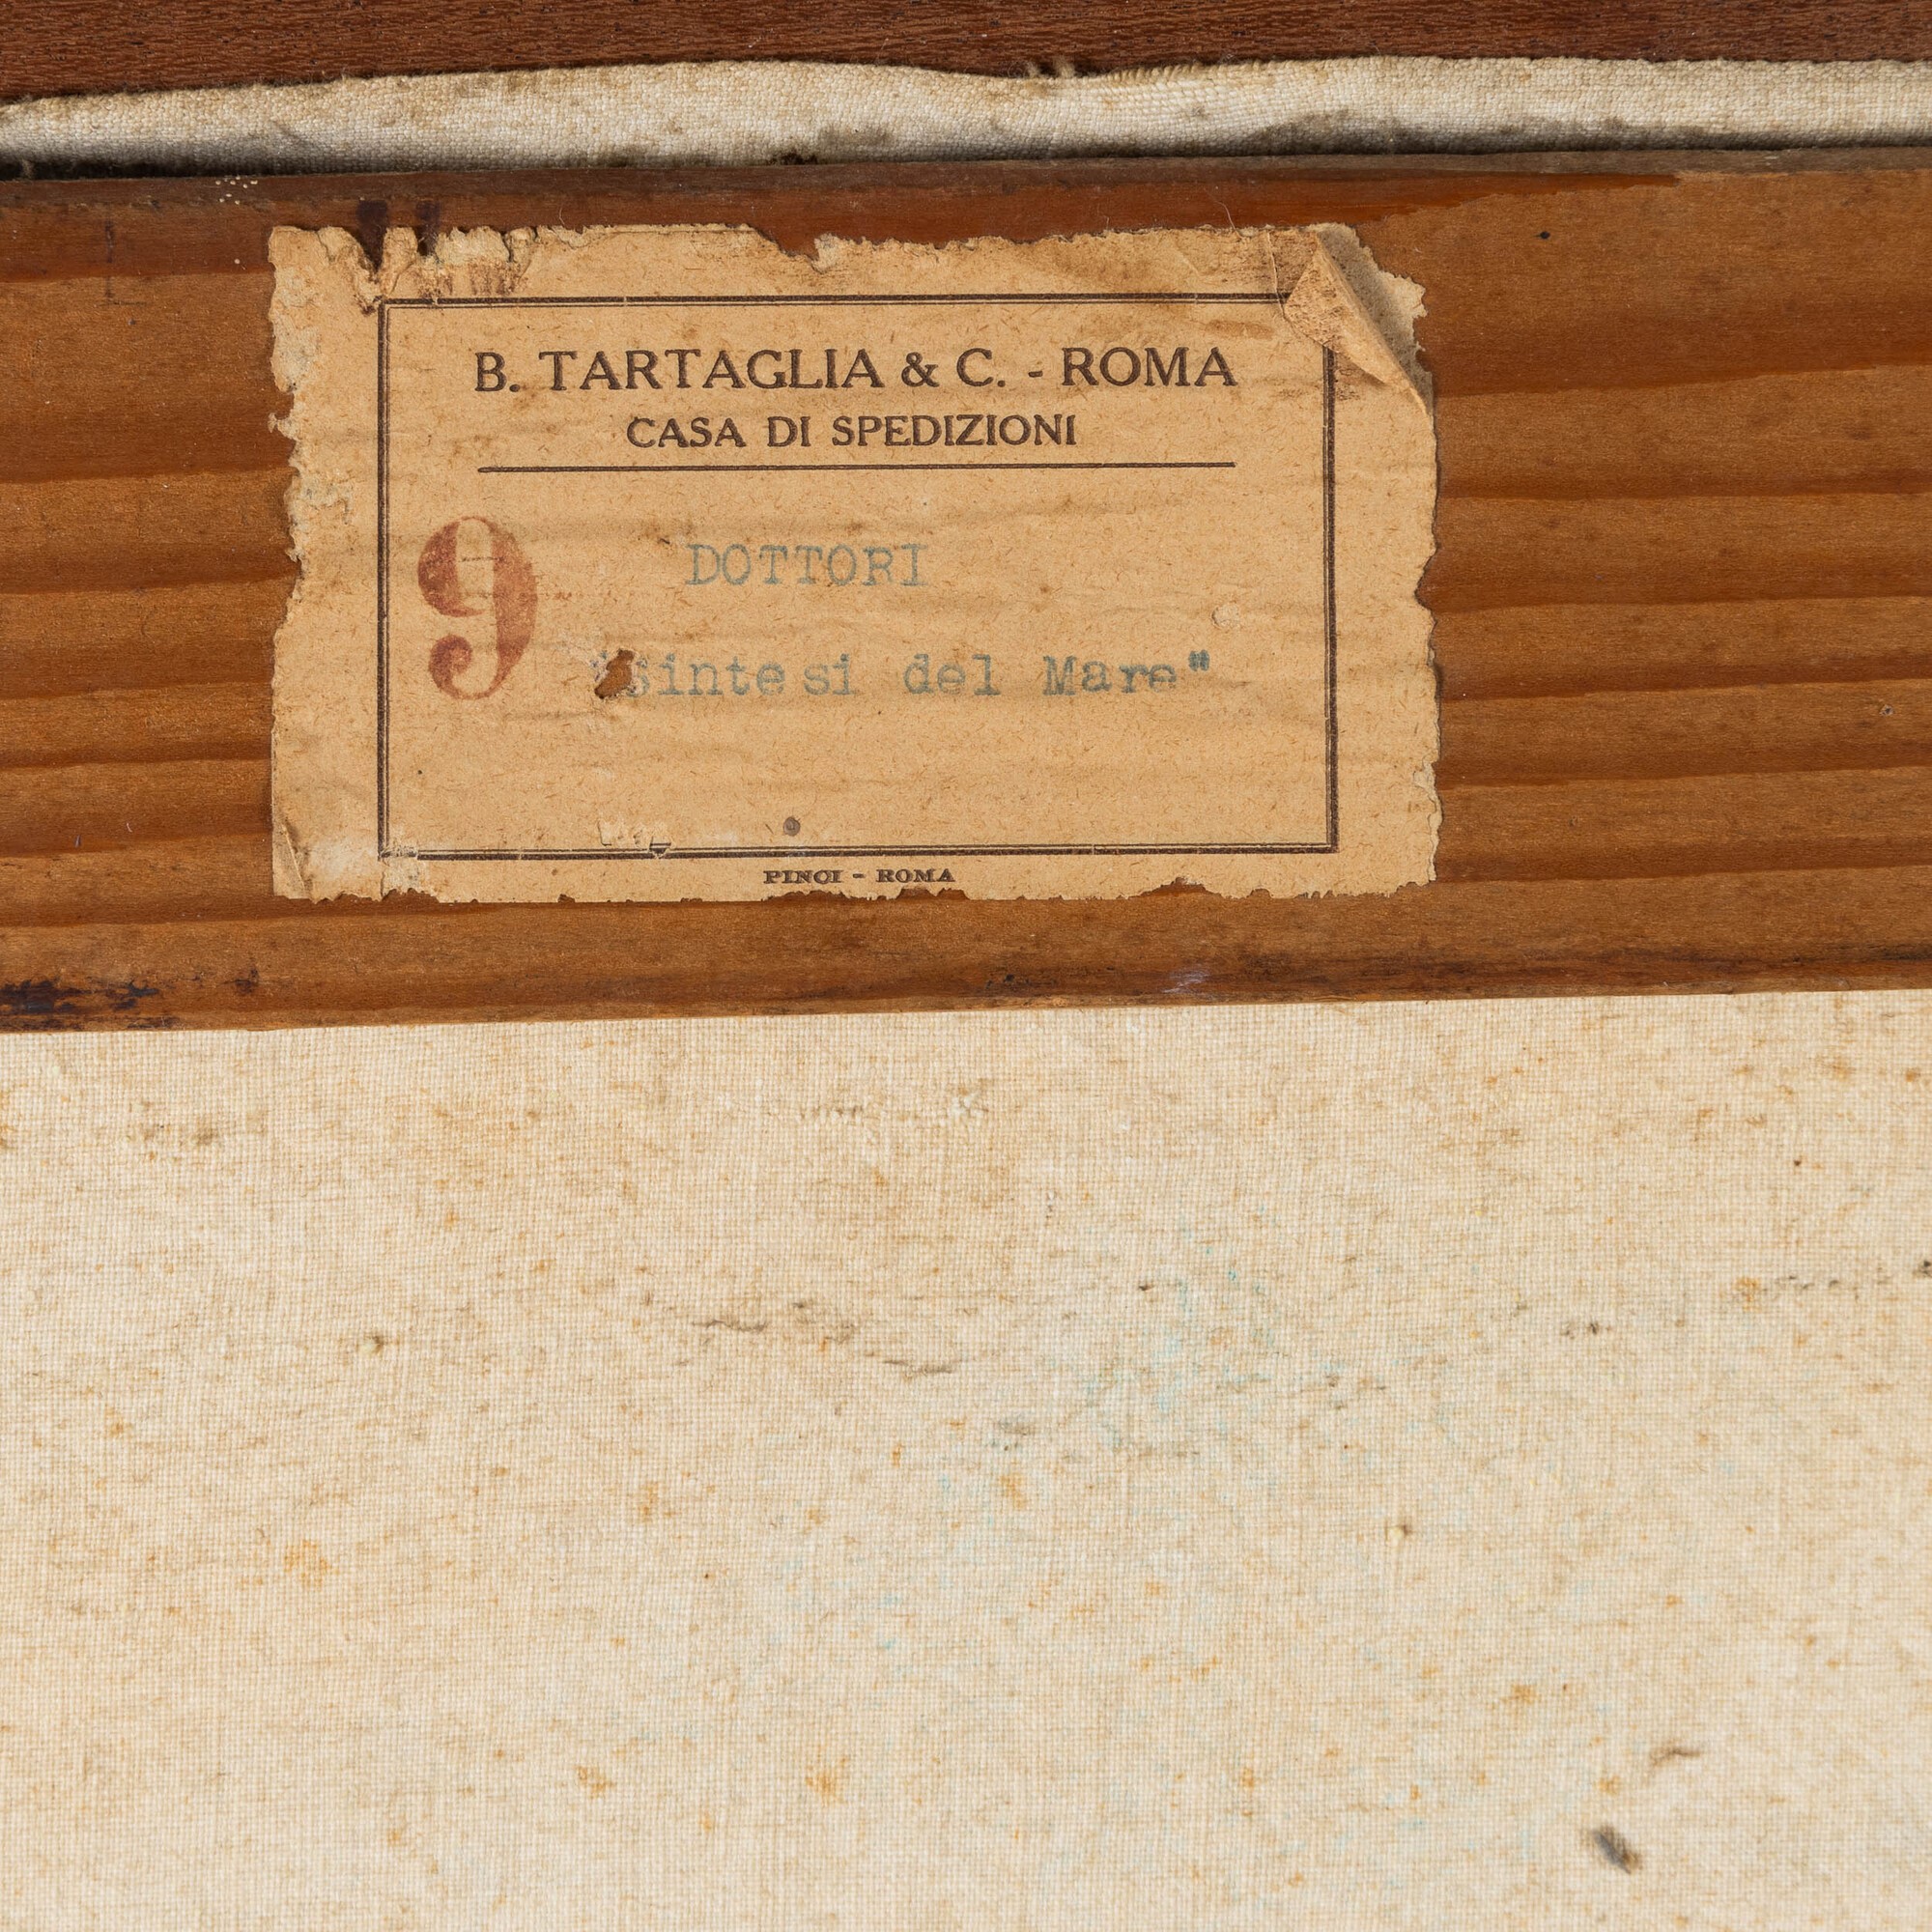 B. TARTAGLIA & C. - ROMA
CASA DI SPEDIZIONI
9
DOTTORI
"Sintesi del Mare"
PINCI - ROMA